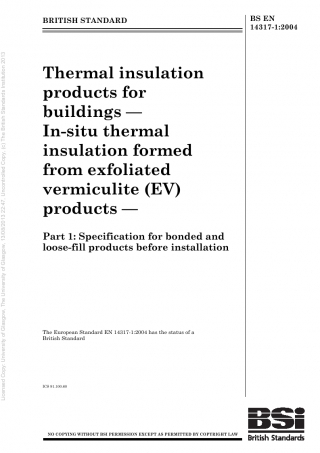 BRITISH STANDARD
BS EN
14317-1:2004
Thermal insulation
products for
buildings —
In-situ thermal
insulation formed
from exfoliated
vermiculite (EV)
products —
Part 1: Specification for bonded and
loose-fill products before installation
The European Standard EN 14317-1:2004 has the status of a
British Standard
ICS 91.100.60
NO COPYING WITHOUT BSI PERMISSION EXCEPT AS PERMITTED BY COPYRIGHT LAW
BSi
British Standards
Licensed Copy: University of Glasgow, The University of Glasgow, 13/09/2013 22:47, Uncontrolled Copy, (c) The British Standards Institution 2013